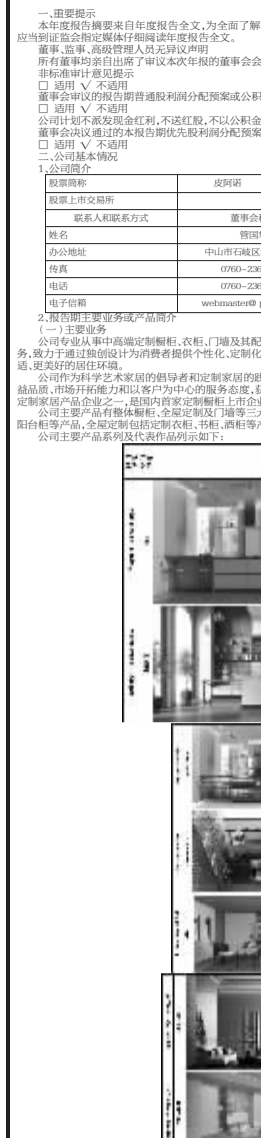 一、重要提示
本年度报告摘要来自年度报告全文,为全面了解
应当到证监会指定媒体仔细阅读年度报告全文。
董事、监事、高级管理人员无异议声明
所有董事均亲自出席了审议本次年报的董事会会
非标准审计意见提示
□ 适用 √ 不适用
董事会审议的报告期普通股利润分配预案或公积
□ 适用 √ 不适用
公司计划不派发现金红利,不送红股,不以公积金
董事会决议通过的本报告期优先股利润分配预案
□ 适用 √ 不适用
二、公司基本情况
1、公司简介
股票简称 皮阿诺
股票上市交易所
联系人和联系方式 董事会
姓名 管国
办公地址 中山市石岐区
传真 0760-236
电话 0760-236
电子信箱 webmaster@ p
2、报告期主要业务或产品简介
(一)主要业务
公司专业从事中高端定制橱柜、衣柜、门墙及其配
务,致力于通过独创设计为消费者提供个性化、定制化
适、更美好的居住环境。
公司作为科学艺术家居的倡导者和定制家居的践
益品质、市场开拓能力和以客户为中心的服务态度,获
定制家居产品企业之一,是国内首家定制橱柜上市企业
公司主要产品有整体橱柜、全屋定制及门墙等三大
阳台柜等产品,全屋定制包括定制衣柜、书柜、酒柜等产
公司主要产品系列及代表作品列示如下: